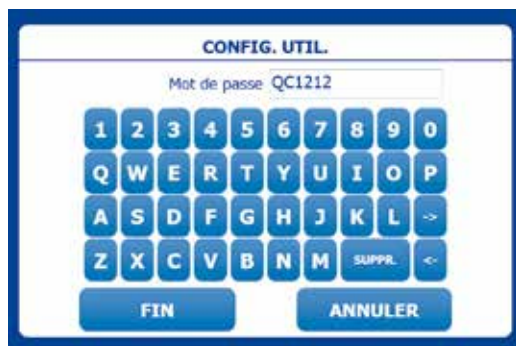 CONFIG. UTIL.
Mot de passe QC1212
1 2 3 4 5 6 7 8 9 0
Q W E R T Y U I O P
A S D F G H J K L ->
Z X C V B N M SUPPR. <-
FIN ANNULER